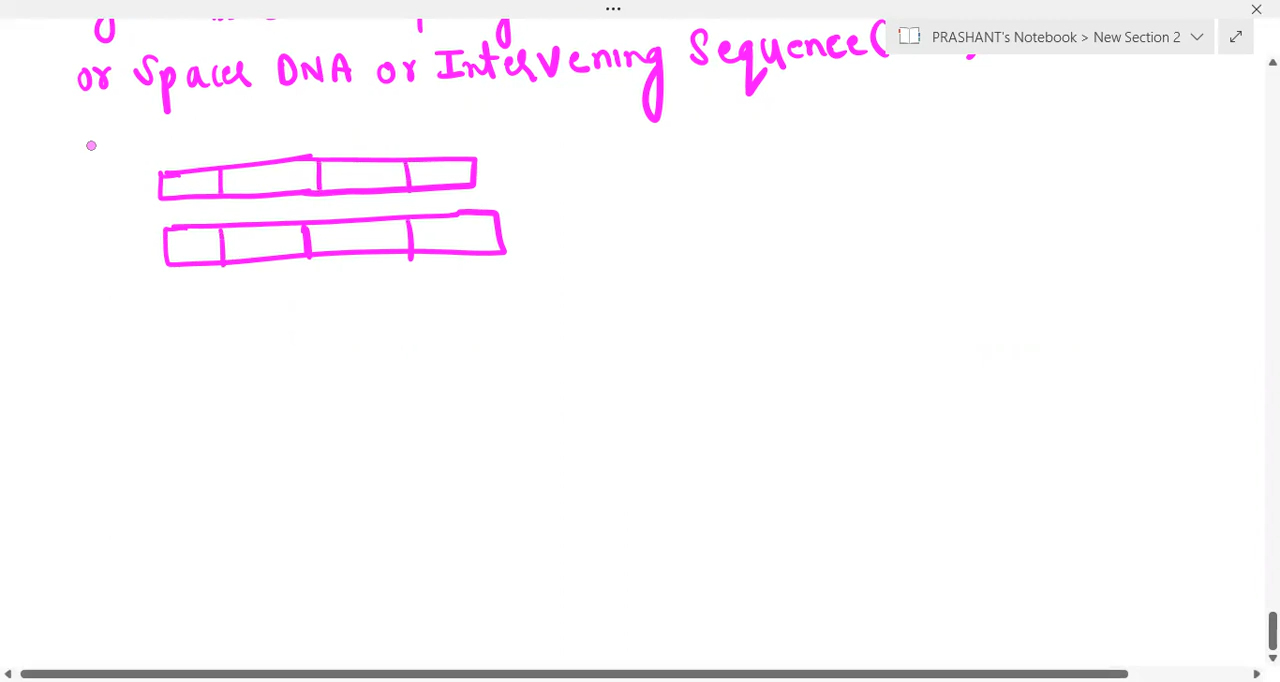 PRASHANT's Notebook > New Section 2
or Spacer DNA or Intervening Sequence(